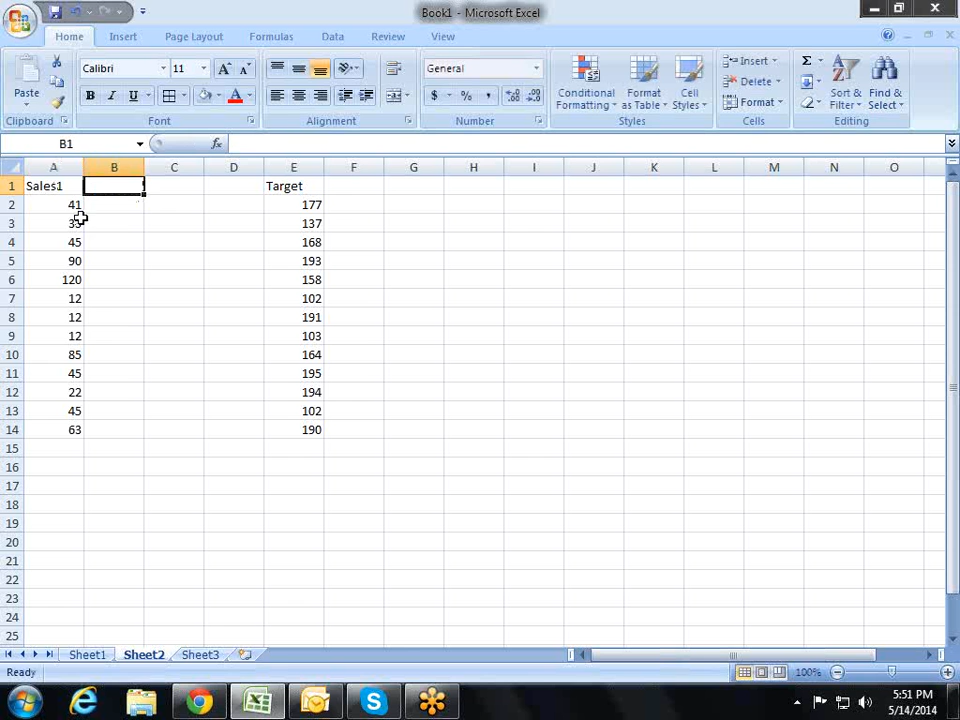 Book1 - Microsoft Excel
Home Insert Page Layout Formulas Data Review View
Paste
Calibri 11
General
Conditional Formatting
Format as Table
Cell Styles
Insert
Delete
Format
Sort & Filter
Find & Select
Clipboard Font Alignment Number Styles Cells Editing
B1 fx
A B C D E F G H I J K L M N O
1 Sales1 Target
2 41 177
3 137
4 45 168
5 90 193
6 120 158
7 12 102
8 12 191
9 12 103
10 85 164
11 45 195
12 22 194
13 45 102
14 63 190
15
16
17
18
19
20
21
22
23
24
25
Sheet1 Sheet2 Sheet3
Ready 100%
5:51 PM
5/14/2014